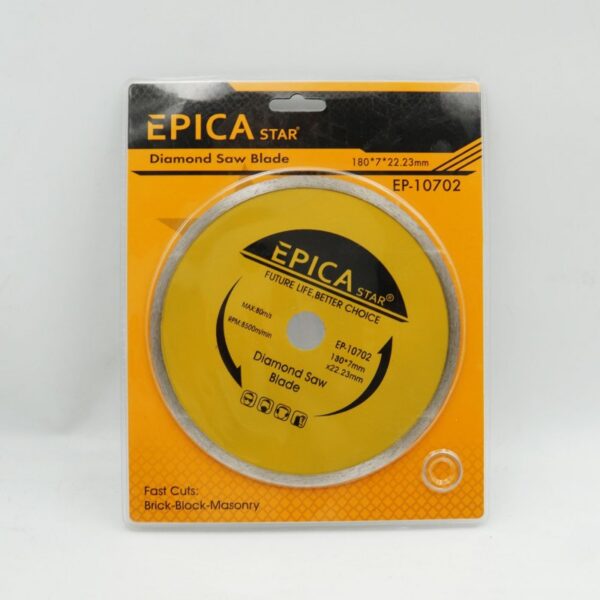 EPICA STAR®
Diamond Saw Blade
180*7*22.23mm
EP-10702
EPICA STAR®
FUTURE LIFE,BETTER CHOICE
MAX:80m/s
RPM:8500m/min
EP-10702
180*7mm
x22.23mm
Diamond Saw
Blade
Fast Cuts:
Brick-Block-Masonry